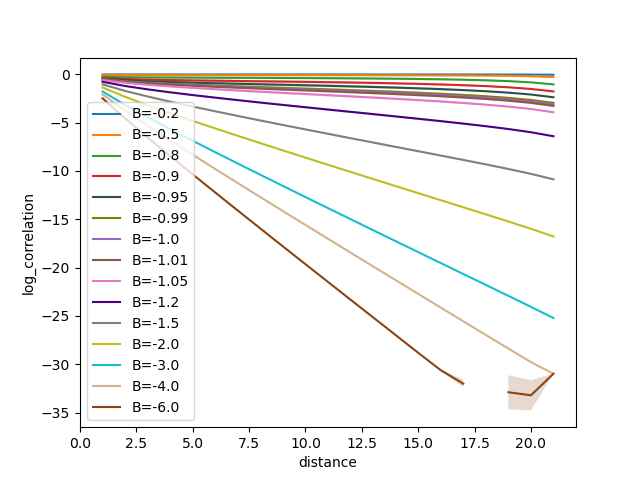 0
−5
−10
−15
−20
−25
−30
−35
log_correlation
B=-0.2
B=-0.5
B=-0.8
B=-0.9
B=-0.95
B=-0.99
B=-1.0
B=-1.01
B=-1.05
B=-1.2
B=-1.5
B=-2.0
B=-3.0
B=-4.0
B=-6.0
0.0 2.5 5.0 7.5 10.0 12.5 15.0 17.5 20.0
distance